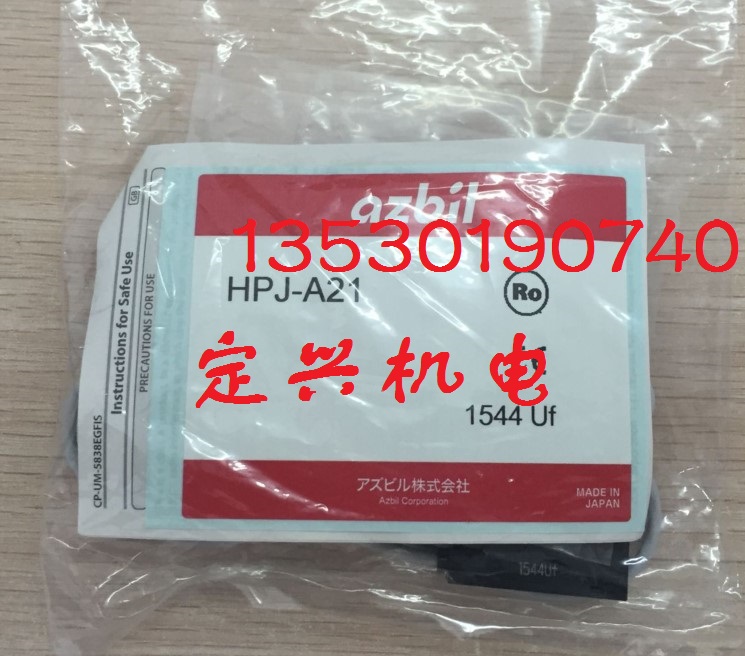 azbil
13530190740
HPJ-A21
Ro
定兴机电
1544 Uf
アズビル株式会社
Azbil Corporation
MADE IN
JAPAN
GB
Instructions for Safe Use
PRECAUTIONS FOR USE
CP-UM-5838EGFIS
1544Uf